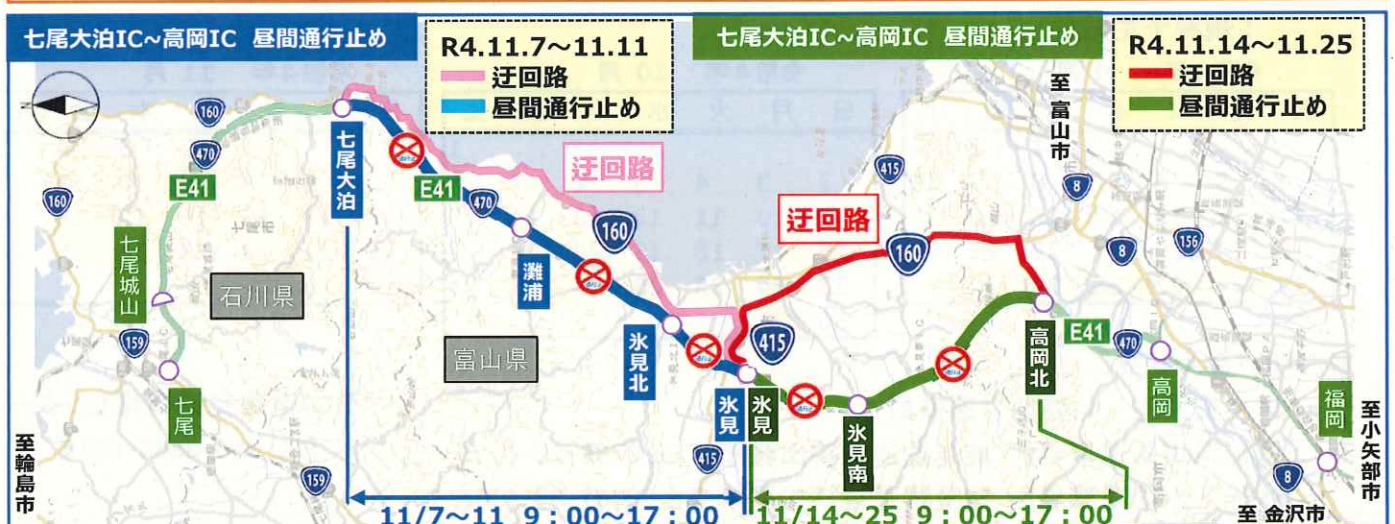 七尾大泊IC~高岡IC 昼間通行止め
R4.11.7～11.11
迂回路
昼間通行止め
七尾大泊IC~高岡IC 昼間通行止め
R4.11.14～11.25
迂回路
昼間通行止め
至 富山市
N
160
470
E41
160
七尾大泊
七尾市
七尾城山
石川県
159
七尾
至輪島市
159
E41
470
迂回路
160
灘浦
富山県
氷見北
415
迂回路
160
8
8
156
415
氷見
氷見
415
氷見南
高岡北
E41
470
高岡
福岡
8
至小矢部市
至 金沢市
11/7～11 9：00～17：00
11/14～25 9：00～17：00